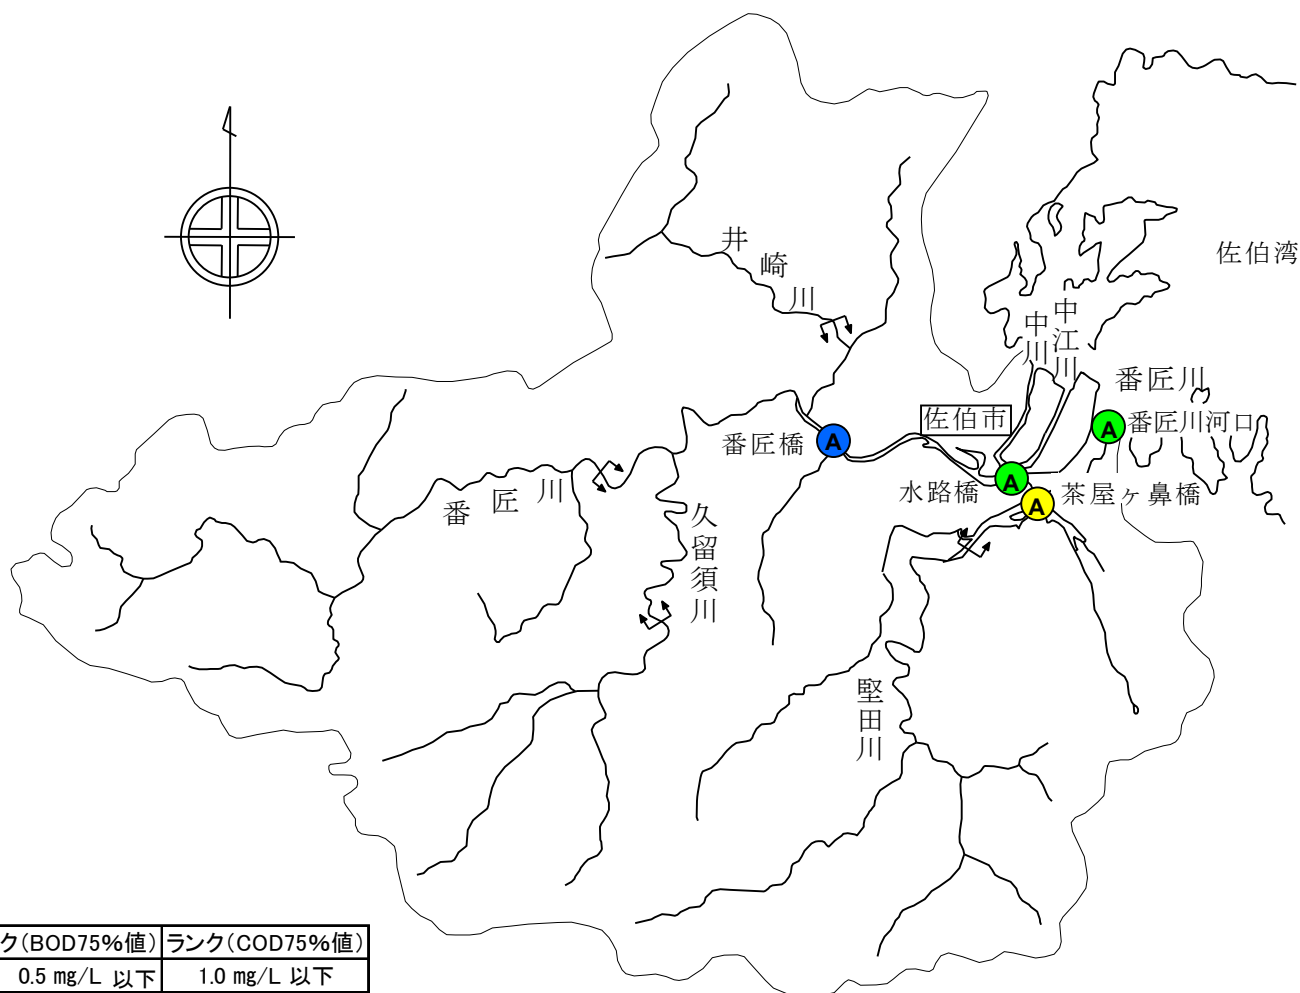 井崎川
佐伯湾
中川
中江川
番匠川
佐伯市
A
番匠川河口
番匠橋
A
水路橋
A
茶屋ヶ鼻橋
A
番匠川
久留須川
堅田川
ク(BOD75%値) ランク(COD75%値)
0.5 mg/L 以下 1.0 mg/L 以下